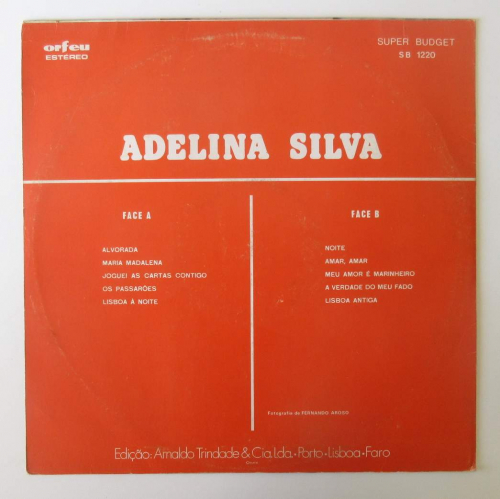 orfeu
ESTÉREO
SUPER BUDGET
SB 1220
ADELINA SILVA
FACE A
ALVORADA
MARIA MADALENA
JOGUEI AS CARTAS CONTIGO
OS PASSARÕES
LISBOA À NOITE
FACE B
NOITE
AMAR, AMAR
MEU AMOR É MARINHEIRO
A VERDADE DO MEU FADO
LISBOA ANTIGA
Fotografia de FERNANDO AROSO
Edição: Arnaldo Trindade & Cia. Lda. • Porto • Lisboa • Faro